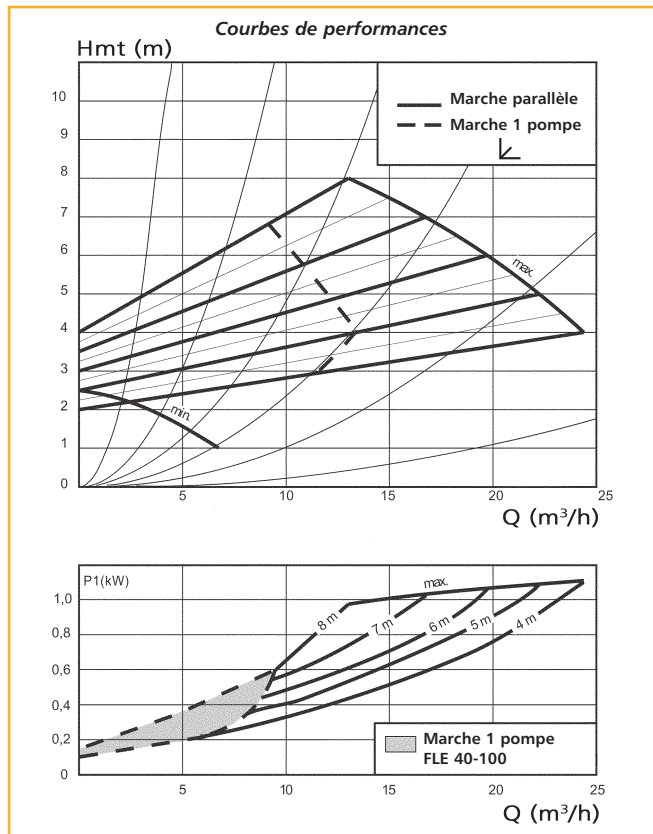 Courbes de performances
Hmt (m)
Marche parallèle
Marche 1 pompe
10
9
8
7
6
5
4
3
2
1
0
max.
min.
5
10
15
20
25
Q (m³/h)
P1(kW)
1,0
0,8
0,6
0,4
0,2
0
max.
8 m
7 m
6 m
5 m
4 m
Marche 1 pompe
FLE 40-100
5
10
15
20
25
Q (m³/h)